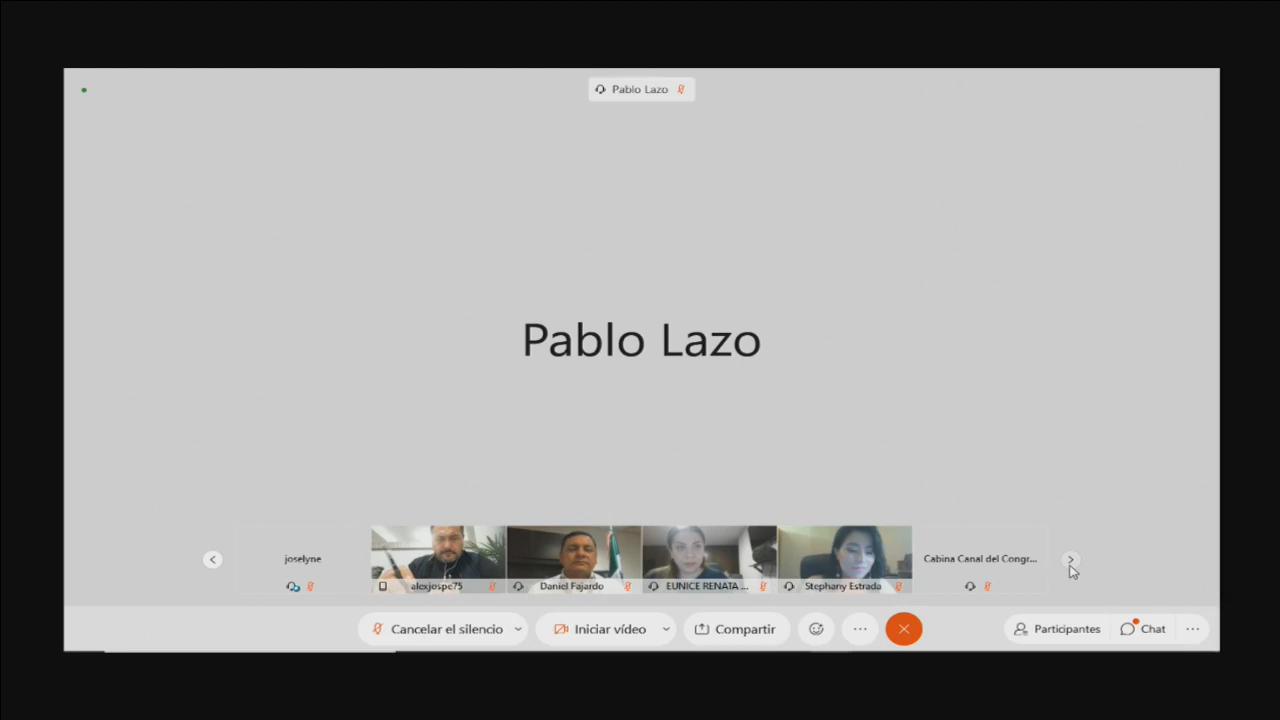 Pablo Lazo
Pablo Lazo
joselyne
alexjospe75
Daniel Fajardo
EUNICE RENATA ...
Stephany Estrada
Cabina Canal del Congr...
Cancelar el silencio
Iniciar vídeo
Compartir
Participantes
Chat